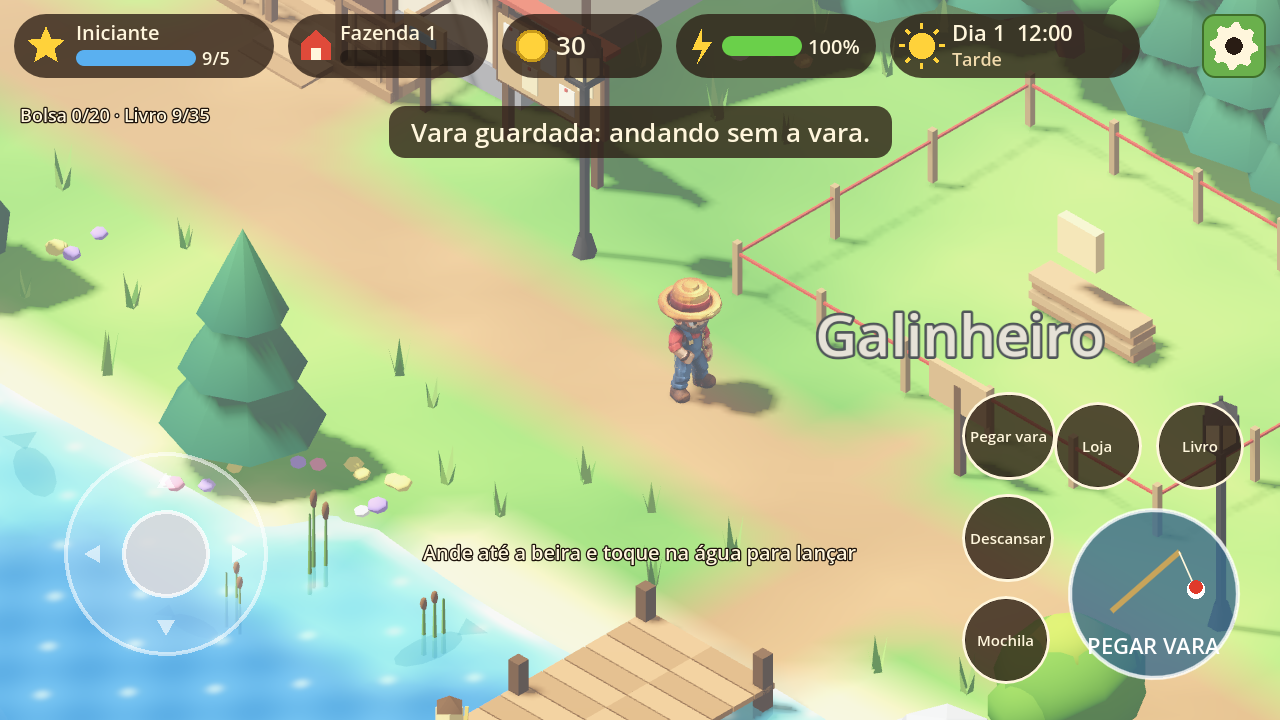 Iniciante
9/5
Fazenda 1
30
100%
Dia 1 12:00
Tarde
Bolsa 0/20 · Livro 9/35
Vara guardada: andando sem a vara.
Galinheiro
Pegar vara
Loja
Livro
Descansar
Ande até a beira e toque na água para lançar
Mochila
PEGAR VARA